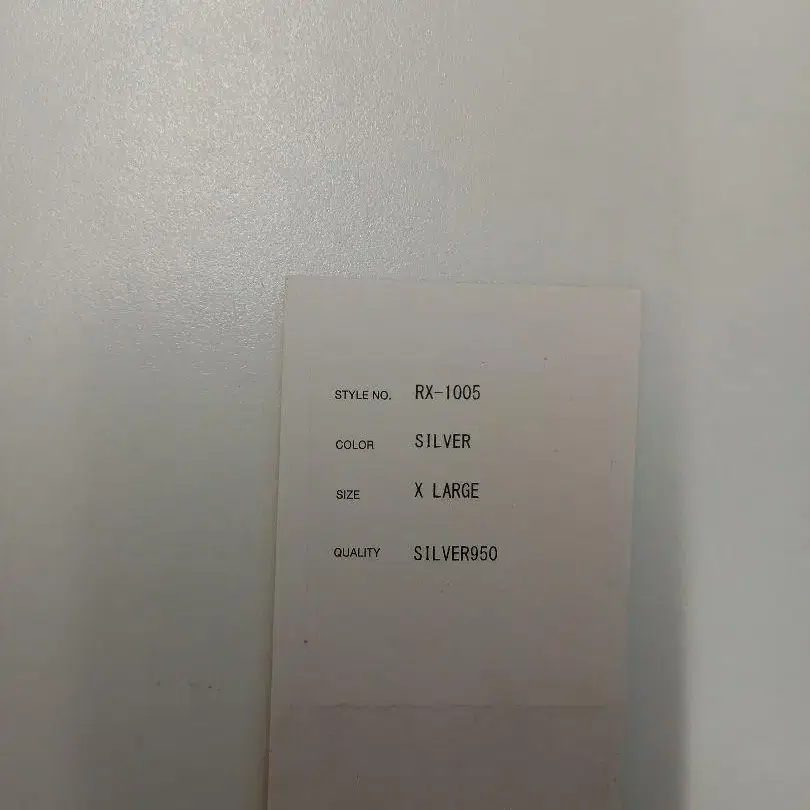 STYLE NO. RX-1005
COLOR SILVER
SIZE X LARGE
QUALITY SILVER950